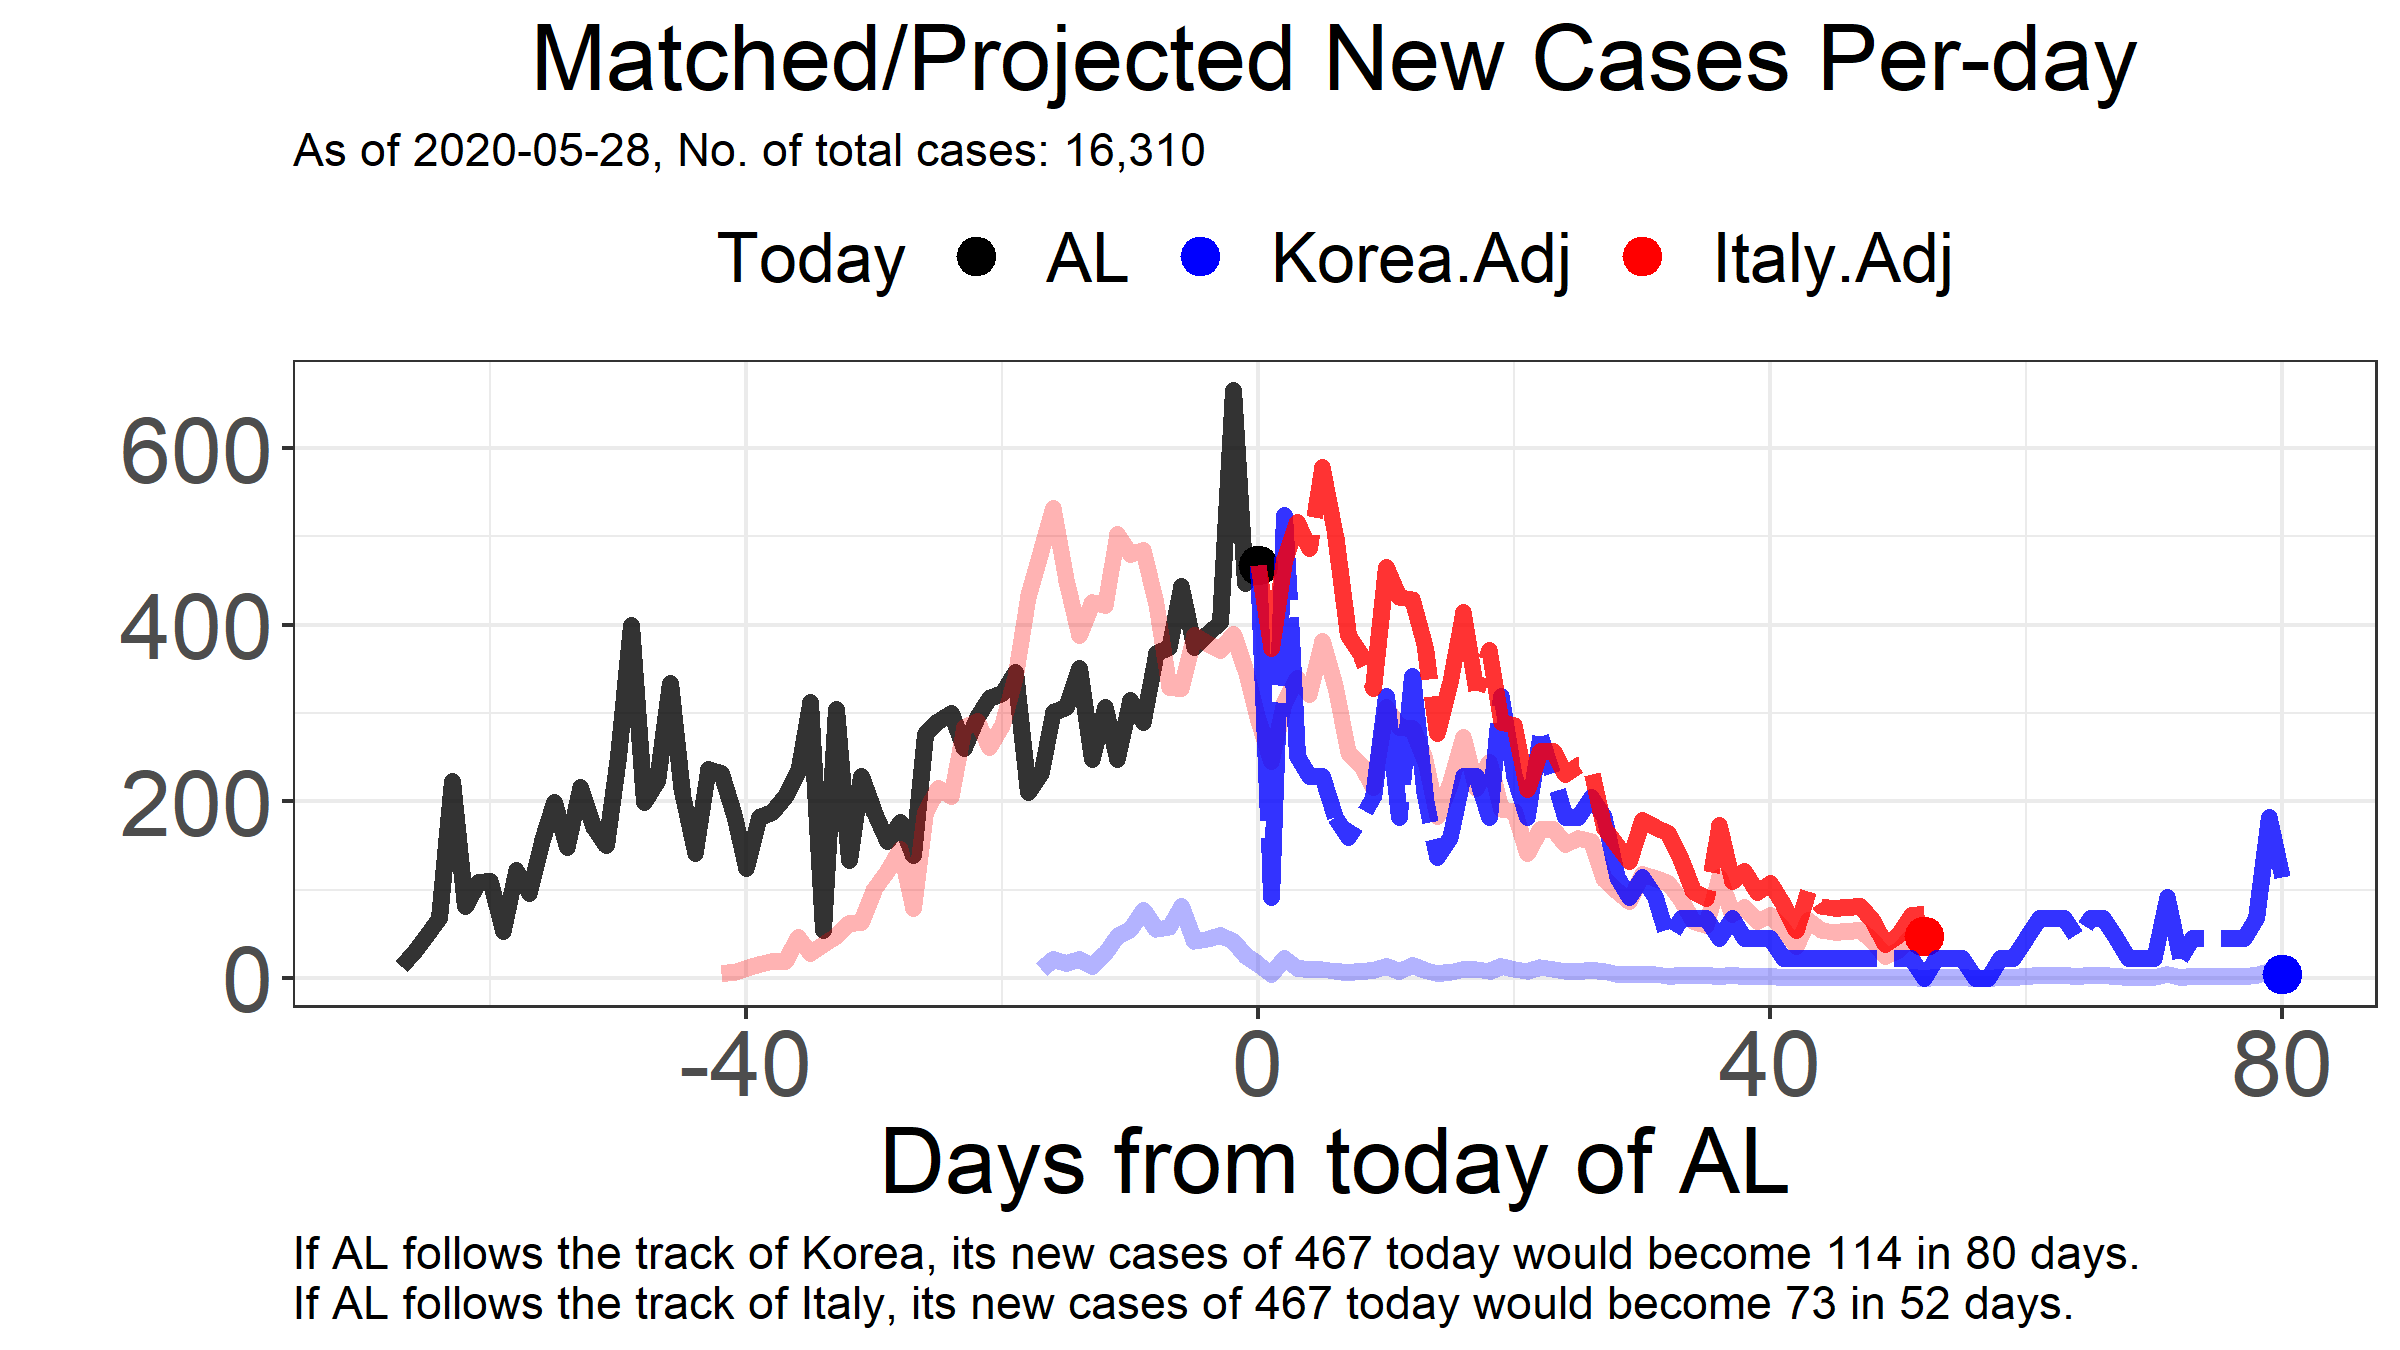 Matched/Projected New Cases Per-day
As of 2020-05-28, No. of total cases: 16,310
Today AL Korea.Adj Italy.Adj
600
400
200
0
-40 0 40 80
Days from today of AL
If AL follows the track of Korea, its new cases of 467 today would become 114 in 80 days.
If AL follows the track of Italy, its new cases of 467 today would become 73 in 52 days.